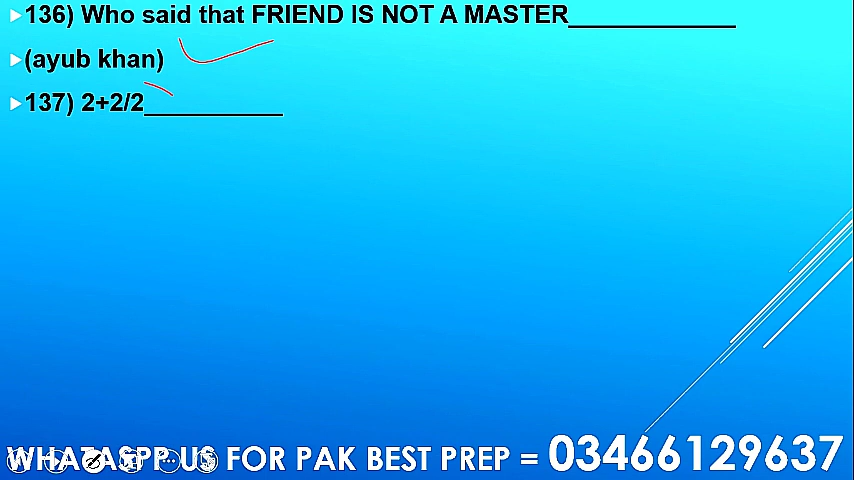 136) Who said that FRIEND IS NOT A MASTER_____________
(ayub khan)
137) 2+2/2__________
WHATASPP US FOR PAK BEST PREP = 03466129637